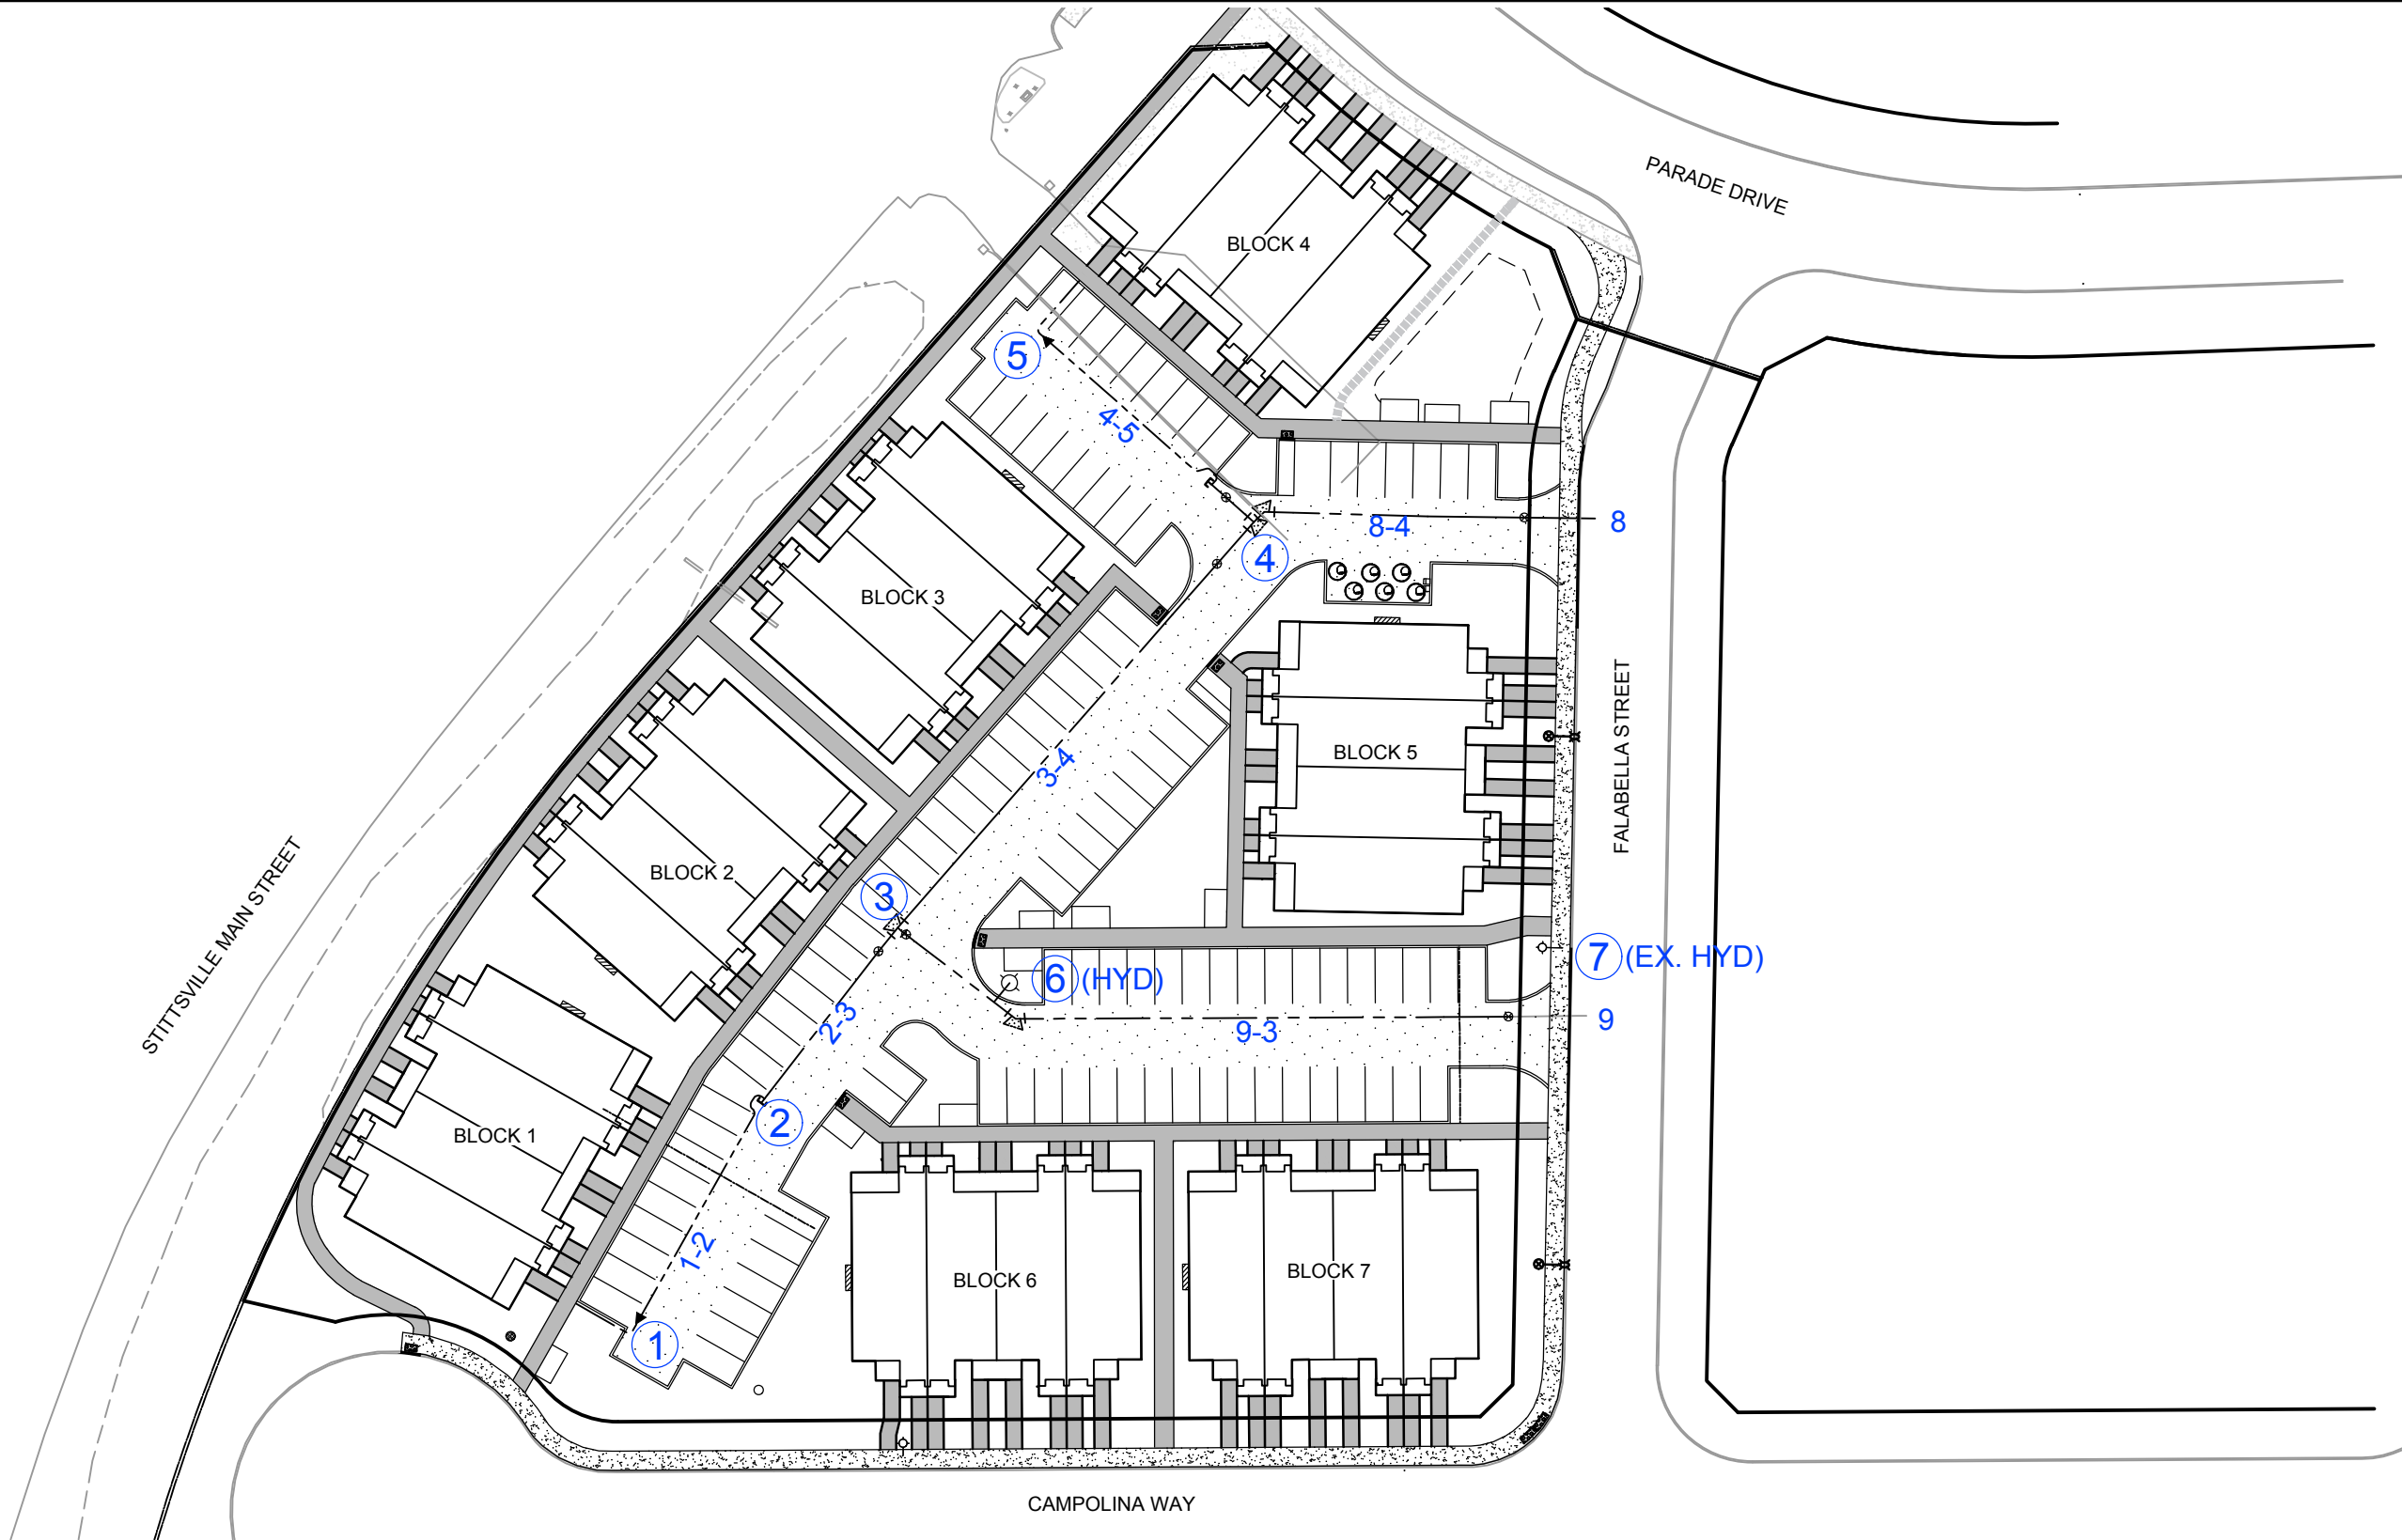 PARADE DRIVE
BLOCK 4
5
4-5
8-4
8
4
BLOCK 3
FALABELLA STREET
BLOCK 5
3-4
STITTSVILLE MAIN STREET
BLOCK 2
3
7 (EX. HYD)
6 (HYD)
2-3
9-3
9
2
BLOCK 1
1-2
BLOCK 6
BLOCK 7
1
CAMPOLINA WAY